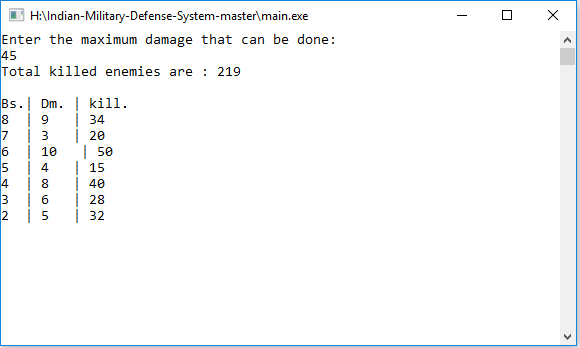 H:\Indian-Military-Defense-System-master\main.exe
Enter the maximum damage that can be done:
45
Total killed enemies are : 219
Bs.| Dm. | kill.
8  | 9   | 34
7  | 3   | 20
6  | 10   | 50
5  | 4   | 15
4  | 8   | 40
3  | 6   | 28
2  | 5   | 32